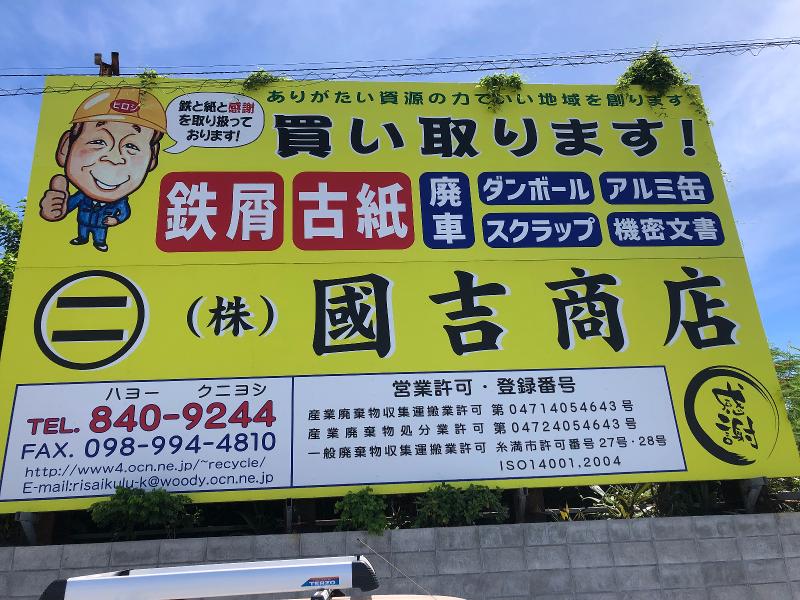 ありがたい資源の力でいい地域を創ります
ヒロシ
鉄と紙と感謝
を取り扱って
おります!
買い取ります!
鉄屑
古紙
廃車
ダンボール
アルミ缶
スクラップ
機密文書
二
(株)國吉商店
ハヨー クニヨシ
TEL. 840-9244
FAX. 098-994-4810
http://www4.ocn.ne.jp/~recycle/
E-mail:risaikulu-k@woody.ocn.ne.jp
営業許可・登録番号
産業廃棄物収集運搬業許可 第04714054643号
産業廃棄物処分業許可 第04724054643号
一般廃棄物収集運搬業許可 糸満市許可番号27号・28号
ISO14001,2004
感謝
TERZO